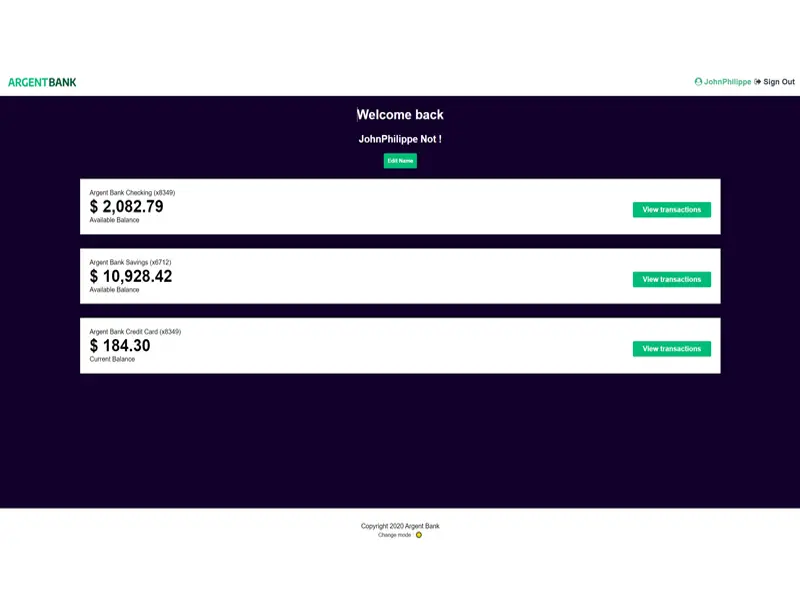 ARGENTBANK
JohnPhilippe Sign Out
Welcome back
JohnPhilippe Not !
Edit Name
Argent Bank Checking (x8349)
$ 2,082.79
Available Balance
View transactions
Argent Bank Savings (x6712)
$ 10,928.42
Available Balance
View transactions
Argent Bank Credit Card (x8349)
$ 184.30
Current Balance
View transactions
Copyright 2020 Argent Bank
Change mode